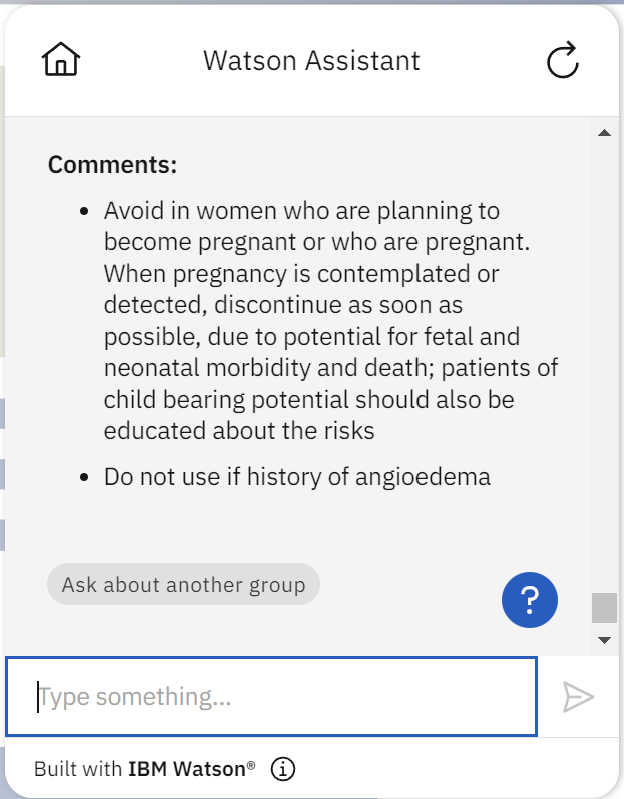 Watson Assistant
Comments:
• Avoid in women who are planning to
become pregnant or who are pregnant.
When pregnancy is contemplated or
detected, discontinue as soon as
possible, due to potential for fetal and
neonatal morbidity and death; patients of
child bearing potential should also be
educated about the risks
• Do not use if history of angioedema
Ask about another group
?
Type something...
Built with IBM Watson®